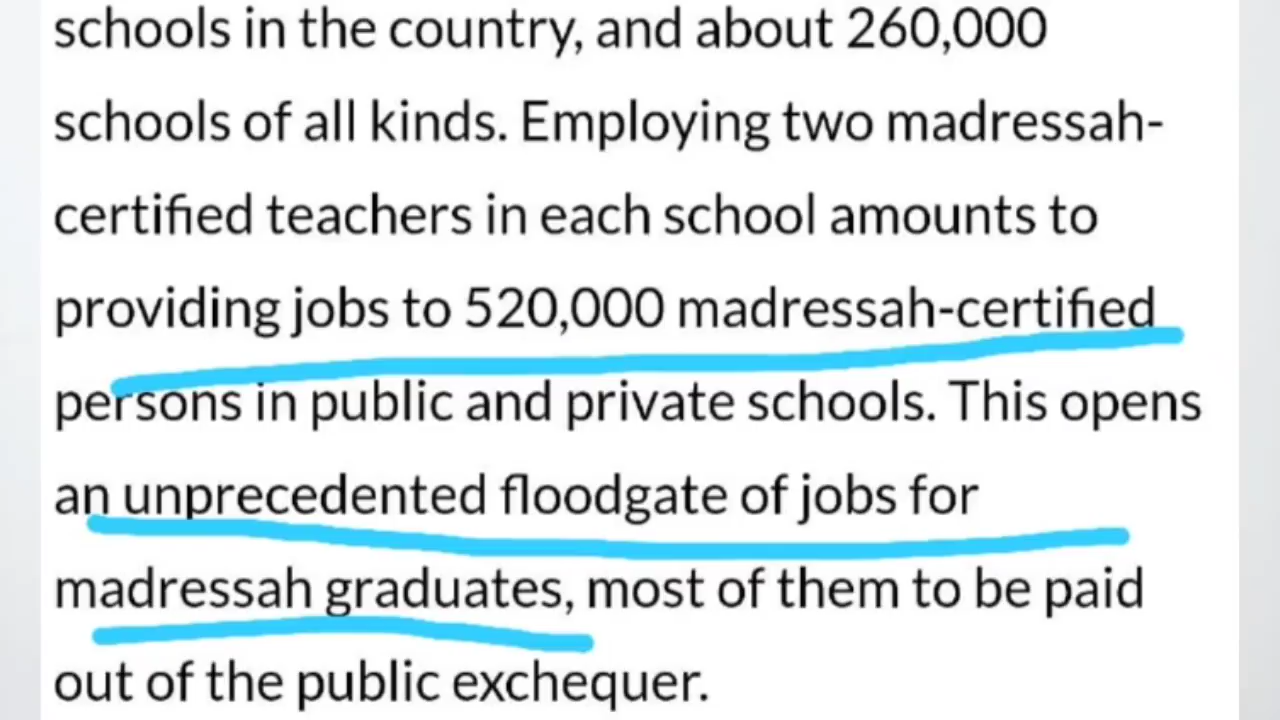 schools in the country, and about 260,000
schools of all kinds. Employing two madressah-
certified teachers in each school amounts to
providing jobs to 520,000 madressah-certified
persons in public and private schools. This opens
an unprecedented floodgate of jobs for
madressah graduates, most of them to be paid
out of the public exchequer.